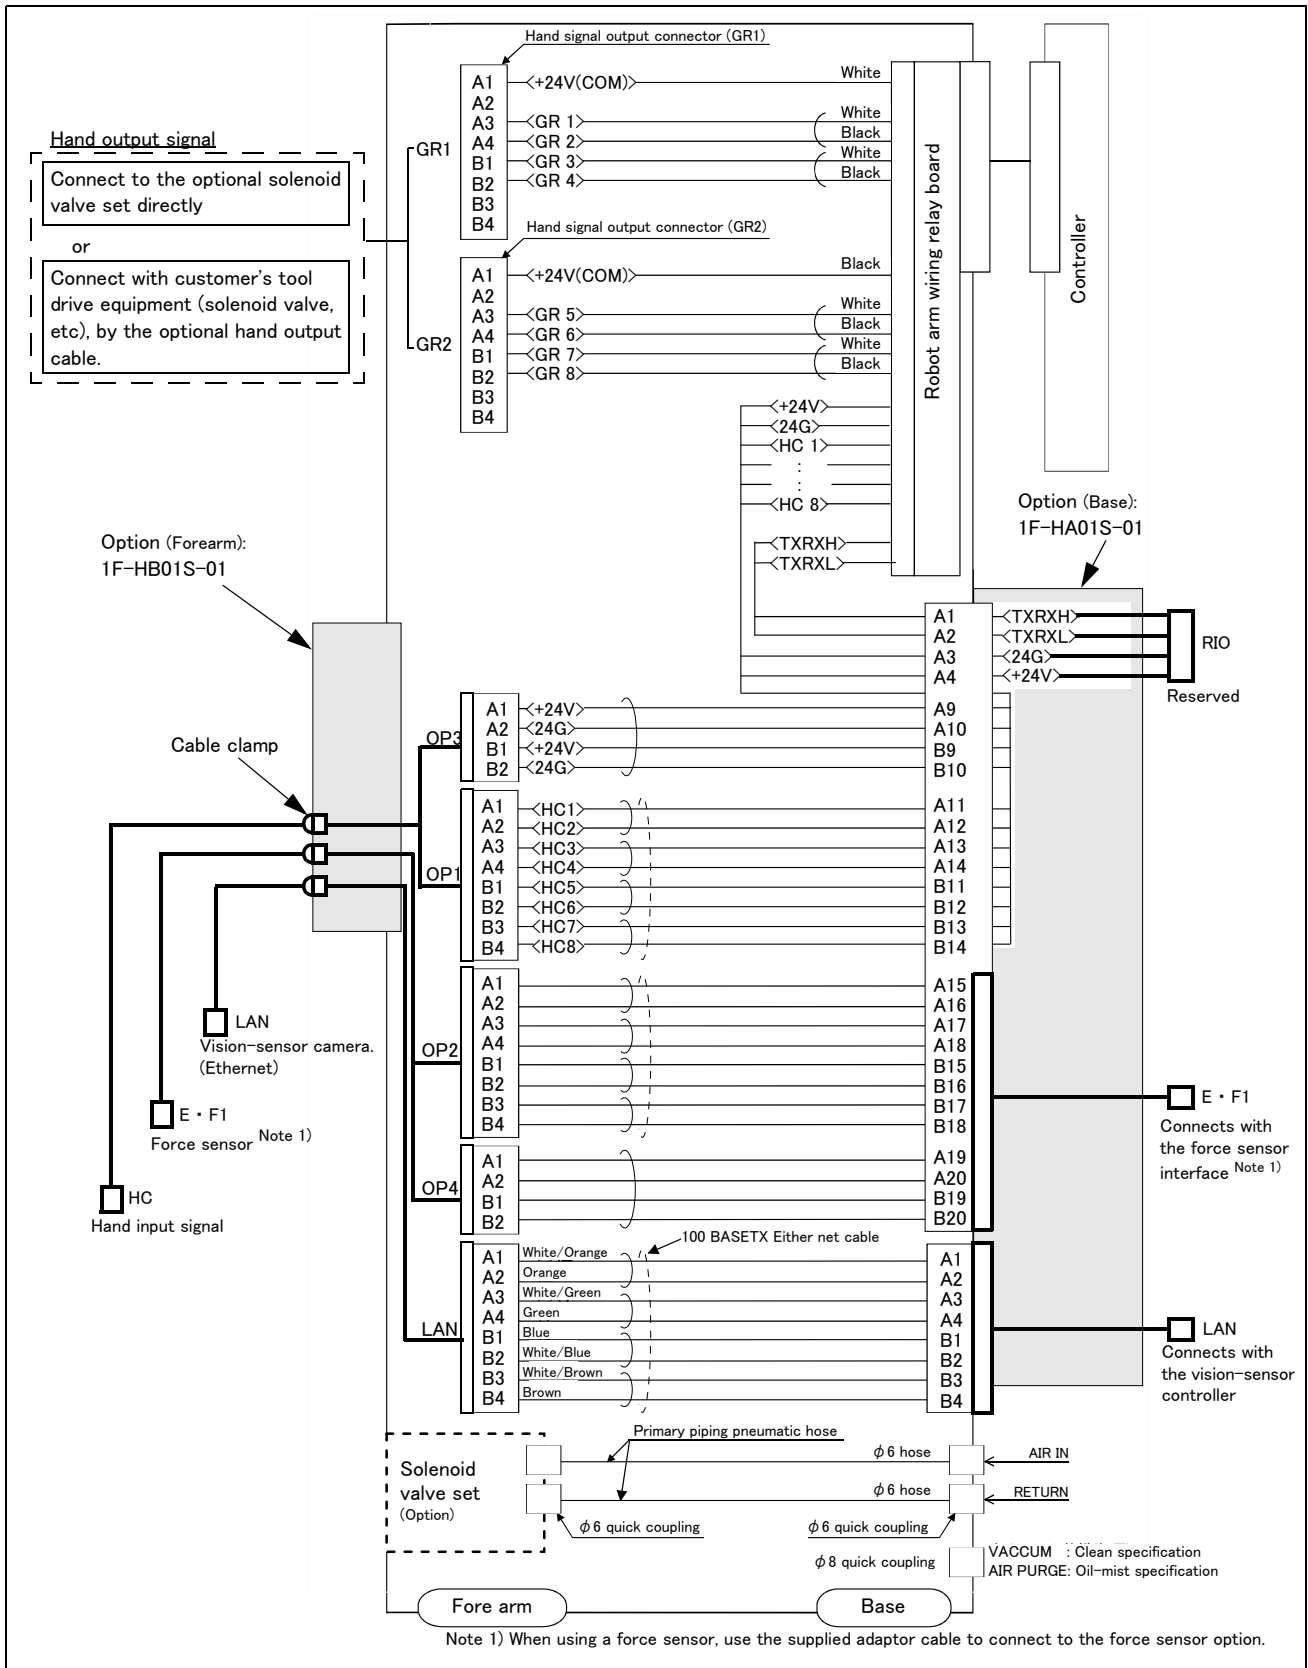 Hand signal output connector (GR1)
A1
A2
A3
A4
B1
B2
B3
B4
<+24V(COM)>
<GR 1>
<GR 2>
<GR 3>
<GR 4>
White
White
Black
White
Black
GR1
Hand output signal
Connect to the optional solenoid
valve set directly
or
Connect with customer's tool
drive equipment (solenoid valve,
etc), by the optional hand output
cable.
Hand signal output connector (GR2)
GR2
A1
A2
A3
A4
B1
B2
B3
B4
<+24V(COM)>
<GR 5>
<GR 6>
<GR 7>
<GR 8>
Black
White
Black
White
Black
Robot arm wiring relay board
Controller
<+24V>
<24G>
<HC 1>
:
:
<HC 8>
<TXRXH>
<TXRXL>
Option (Base):
1F-HA01S-01
Option (Forearm):
1F-HB01S-01
A1
A2
A3
A4
<TXRXH>
<TXRXL>
<24G>
<+24V>
RIO
Reserved
Cable clamp
OP3
A1
A2
B1
B2
<+24V>
<24G>
<+24V>
<24G>
A9
A10
B9
B10
OP1
A1
A2
A3
A4
B1
B2
B3
B4
<HC1>
<HC2>
<HC3>
<HC4>
<HC5>
<HC6>
<HC7>
<HC8>
A11
A12
A13
A14
B11
B12
B13
B14
OP2
A1
A2
A3
A4
B1
B2
B3
B4
A15
A16
A17
A18
B15
B16
B17
B18
LAN
Vision-sensor camera.
(Ethernet)
E・F1
Force sensor Note 1)
HC
Hand input signal
E・F1
Connects with
the force sensor
interface Note 1)
OP4
A1
A2
B1
B2
A19
A20
B19
B20
100 BASETX Either net cable
LAN
A1
A2
A3
A4
B1
B2
B3
B4
White/Orange
Orange
White/Green
Green
Blue
White/Blue
White/Brown
Brown
A1
A2
A3
A4
B1
B2
B3
B4
LAN
Connects with
the vision-sensor
controller
Primary piping pneumatic hose
Solenoid
valve set
(Option)
φ6 hose
AIR IN
φ6 hose
RETURN
φ6 quick coupling
φ6 quick coupling
φ8 quick coupling
VACCUM : Clean specification
AIR PURGE: Oil-mist specification
Fore arm
Base
Note 1) When using a force sensor, use the supplied adaptor cable to connect to the force sensor option.